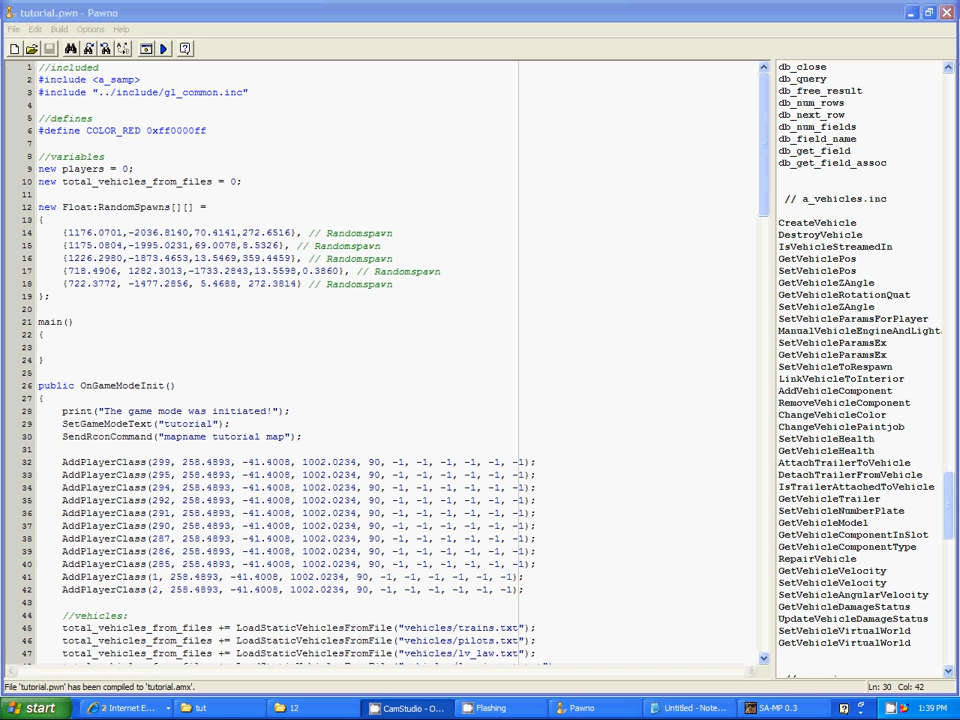 tutorial.pwn - Pawno
File Edit Build Options Help
1 //included
2 #include <a_samp>
3 #include "../include/gl_common.inc"
4
5 //defines
6 #define COLOR_RED 0xff0000ff
7
8 //variables
9 new players = 0;
10 new total_vehicles_from_files = 0;
11
12 new Float:RandomSpawns[][] =
13 {
14 {1176.0701,-2036.8140,70.4141,272.6516}, // Randomspawn
15 {1175.0804,-1995.0231,69.0078,8.5326}, // Randomspawn
16 {1226.2980,-1873.4653,13.5469,359.4459}, // Randomspawn
17 {718.4906, 1282.3013,-1733.2843,13.5598,0.3860}, // Randomspawn
18 {722.3772, -1477.2856, 5.4688, 272.3814} // Randomspawn
19 };
20
21 main()
22 {
23
24 }
25
26 public OnGameModeInit()
27 {
28 print("The game mode was initiated!");
29 SetGameModeText("tutorial");
30 SendRconCommand("mapname tutorial map");
31
32 AddPlayerClass(299, 258.4893, -41.4008, 1002.0234, 90, -1, -1, -1, -1, -1, -1);
33 AddPlayerClass(295, 258.4893, -41.4008, 1002.0234, 90, -1, -1, -1, -1, -1, -1);
34 AddPlayerClass(294, 258.4893, -41.4008, 1002.0234, 90, -1, -1, -1, -1, -1, -1);
35 AddPlayerClass(292, 258.4893, -41.4008, 1002.0234, 90, -1, -1, -1, -1, -1, -1);
36 AddPlayerClass(291, 258.4893, -41.4008, 1002.0234, 90, -1, -1, -1, -1, -1, -1);
37 AddPlayerClass(290, 258.4893, -41.4008, 1002.0234, 90, -1, -1, -1, -1, -1, -1);
38 AddPlayerClass(287, 258.4893, -41.4008, 1002.0234, 90, -1, -1, -1, -1, -1, -1);
39 AddPlayerClass(286, 258.4893, -41.4008, 1002.0234, 90, -1, -1, -1, -1, -1, -1);
40 AddPlayerClass(285, 258.4893, -41.4008, 1002.0234, 90, -1, -1, -1, -1, -1, -1);
41 AddPlayerClass(1, 258.4893, -41.4008, 1002.0234, 90, -1, -1, -1, -1, -1, -1);
42 AddPlayerClass(2, 258.4893, -41.4008, 1002.0234, 90, -1, -1, -1, -1, -1, -1);
43
44 //vehicles:
45 total_vehicles_from_files += LoadStaticVehiclesFromFile("vehicles/trains.txt");
46 total_vehicles_from_files += LoadStaticVehiclesFromFile("vehicles/pilots.txt");
47 total_vehicles_from_files += LoadStaticVehiclesFromFile("vehicles/lv_law.txt");
db_close
db_query
db_free_result
db_num_rows
db_next_row
db_num_fields
db_field_name
db_get_field
db_get_field_assoc
// a_vehicles.inc
CreateVehicle
DestroyVehicle
IsVehicleStreamedIn
GetVehiclePos
SetVehiclePos
GetVehicleZAngle
GetVehicleRotationQuat
SetVehicleZAngle
SetVehicleParamsForPlayer
ManualVehicleEngineAndLight
SetVehicleParamsEx
GetVehicleParamsEx
SetVehicleToRespawn
LinkVehicleToInterior
AddVehicleComponent
RemoveVehicleComponent
ChangeVehicleColor
ChangeVehiclePaintjob
SetVehicleHealth
GetVehicleHealth
AttachTrailerToVehicle
DetachTrailerFromVehicle
IsTrailerAttachedToVehicle
GetVehicleTrailer
SetVehicleNumberPlate
GetVehicleModel
GetVehicleComponentInSlot
GetVehicleComponentType
RepairVehicle
GetVehicleVelocity
SetVehicleVelocity
SetVehicleAngularVelocity
GetVehicleDamageStatus
UpdateVehicleDamageStatus
SetVehicleVirtualWorld
GetVehicleVirtualWorld
File 'tutorial.pwn' has been compiled to 'tutorial.amx'. Ln: 30 Col: 42
start 2 Internet E... tut 12 CamStudio - O... Flashing Pawno Untitled - Note... SA-MP 0.3 1:39 PM